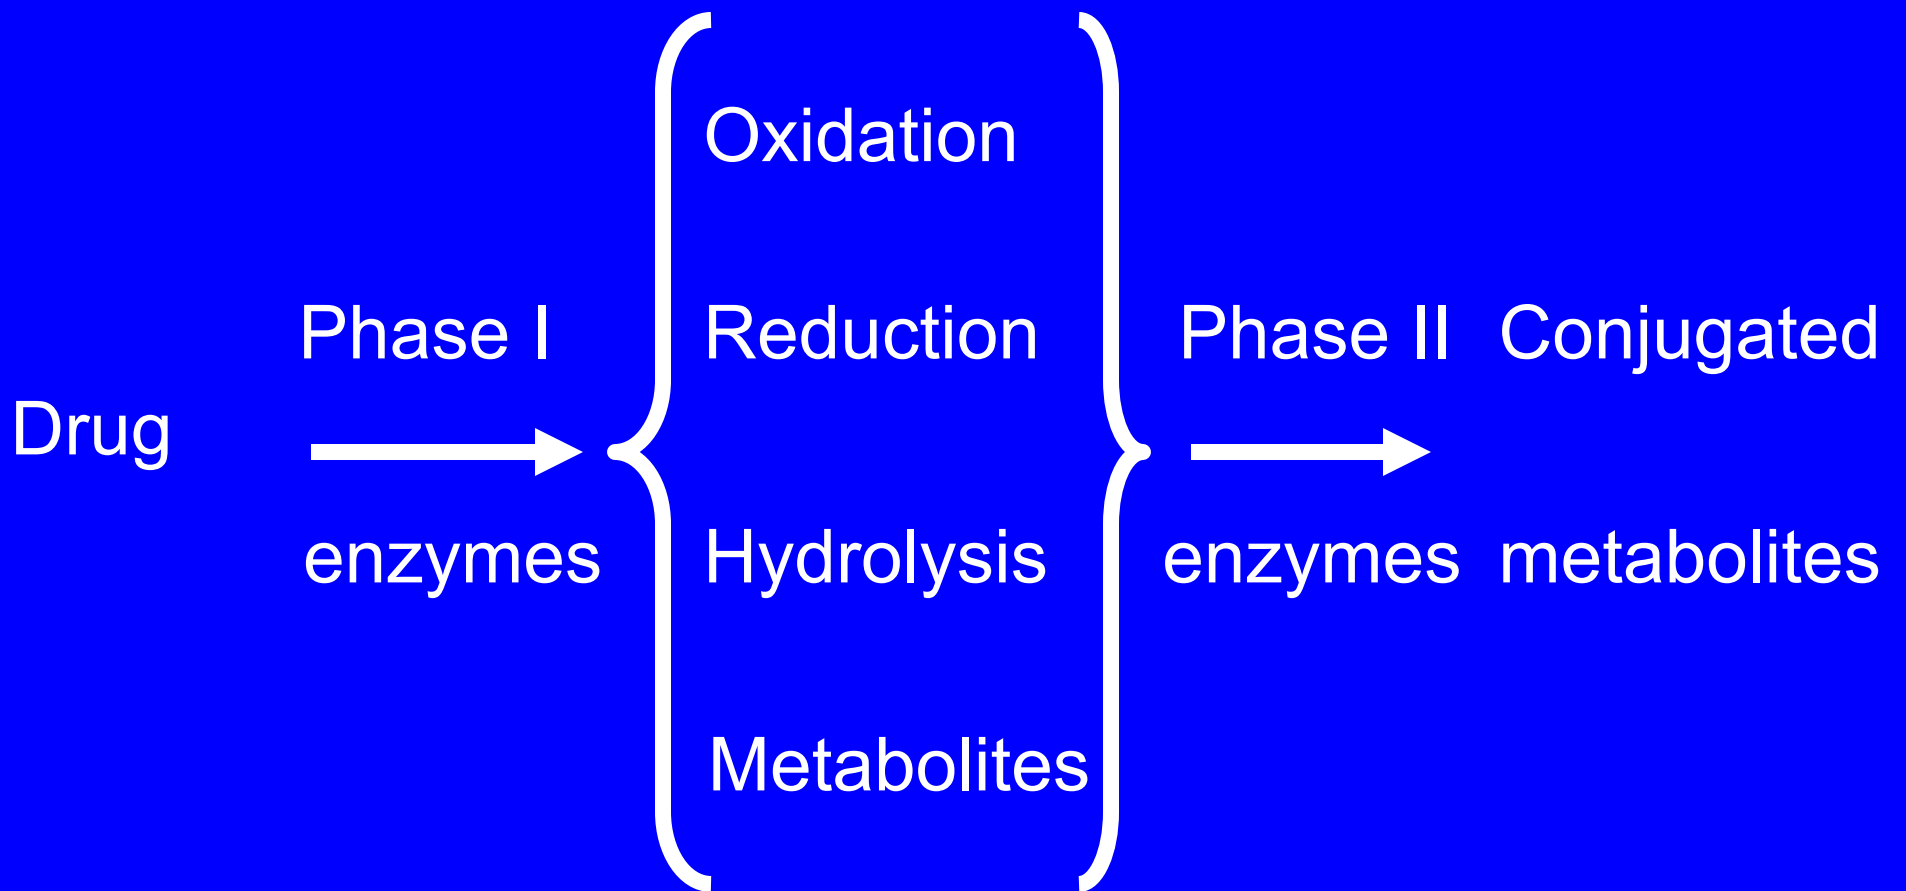 Oxidation
Phase I Reduction Phase II Conjugated
Drug
enzymes Hydrolysis enzymes metabolites
Metabolites